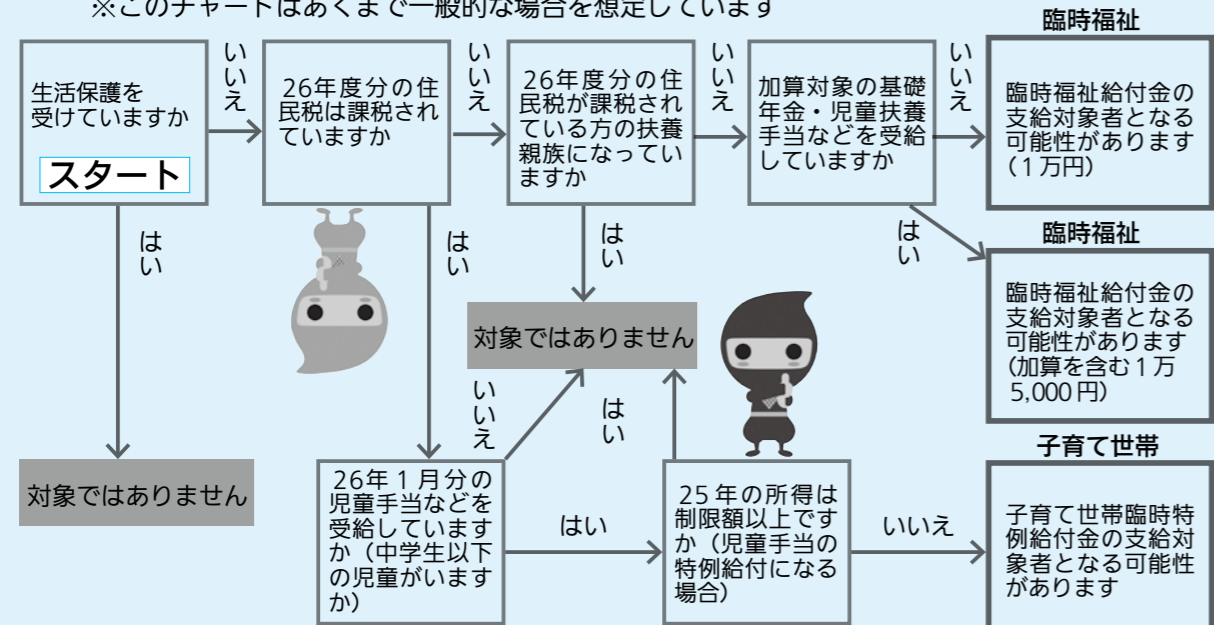 ※このチャートはあくまで一般的な場合を想定しています
生活保護を
受けていますか
スタート
いいえ
はい
対象ではありません
26年度分の住
民税は課税され
ていますか
いいえ
はい
26年度分の住
民税が課税され
ている方の扶養
親族になってい
ますか
いいえ
はい
対象ではありません
加算対象の基礎
年金・児童扶養
手当などを受給
していますか
いいえ
はい
臨時福祉
臨時福祉給付金の
支給対象者となる
可能性があります
（1万円）
臨時福祉
臨時福祉給付金の
支給対象者となる
可能性があります
（加算を含む1万
5,000円）
26年1月分の
児童手当などを
受給しています
か（中学生以下
の児童がいます
か）
いいえ
はい
25年の所得は
制限額以上です
か（児童手当の
特例給付になる
場合）
はい
いいえ
子育て世帯
子育て世帯臨時特
例給付金の支給対
象者となる可能性
があります